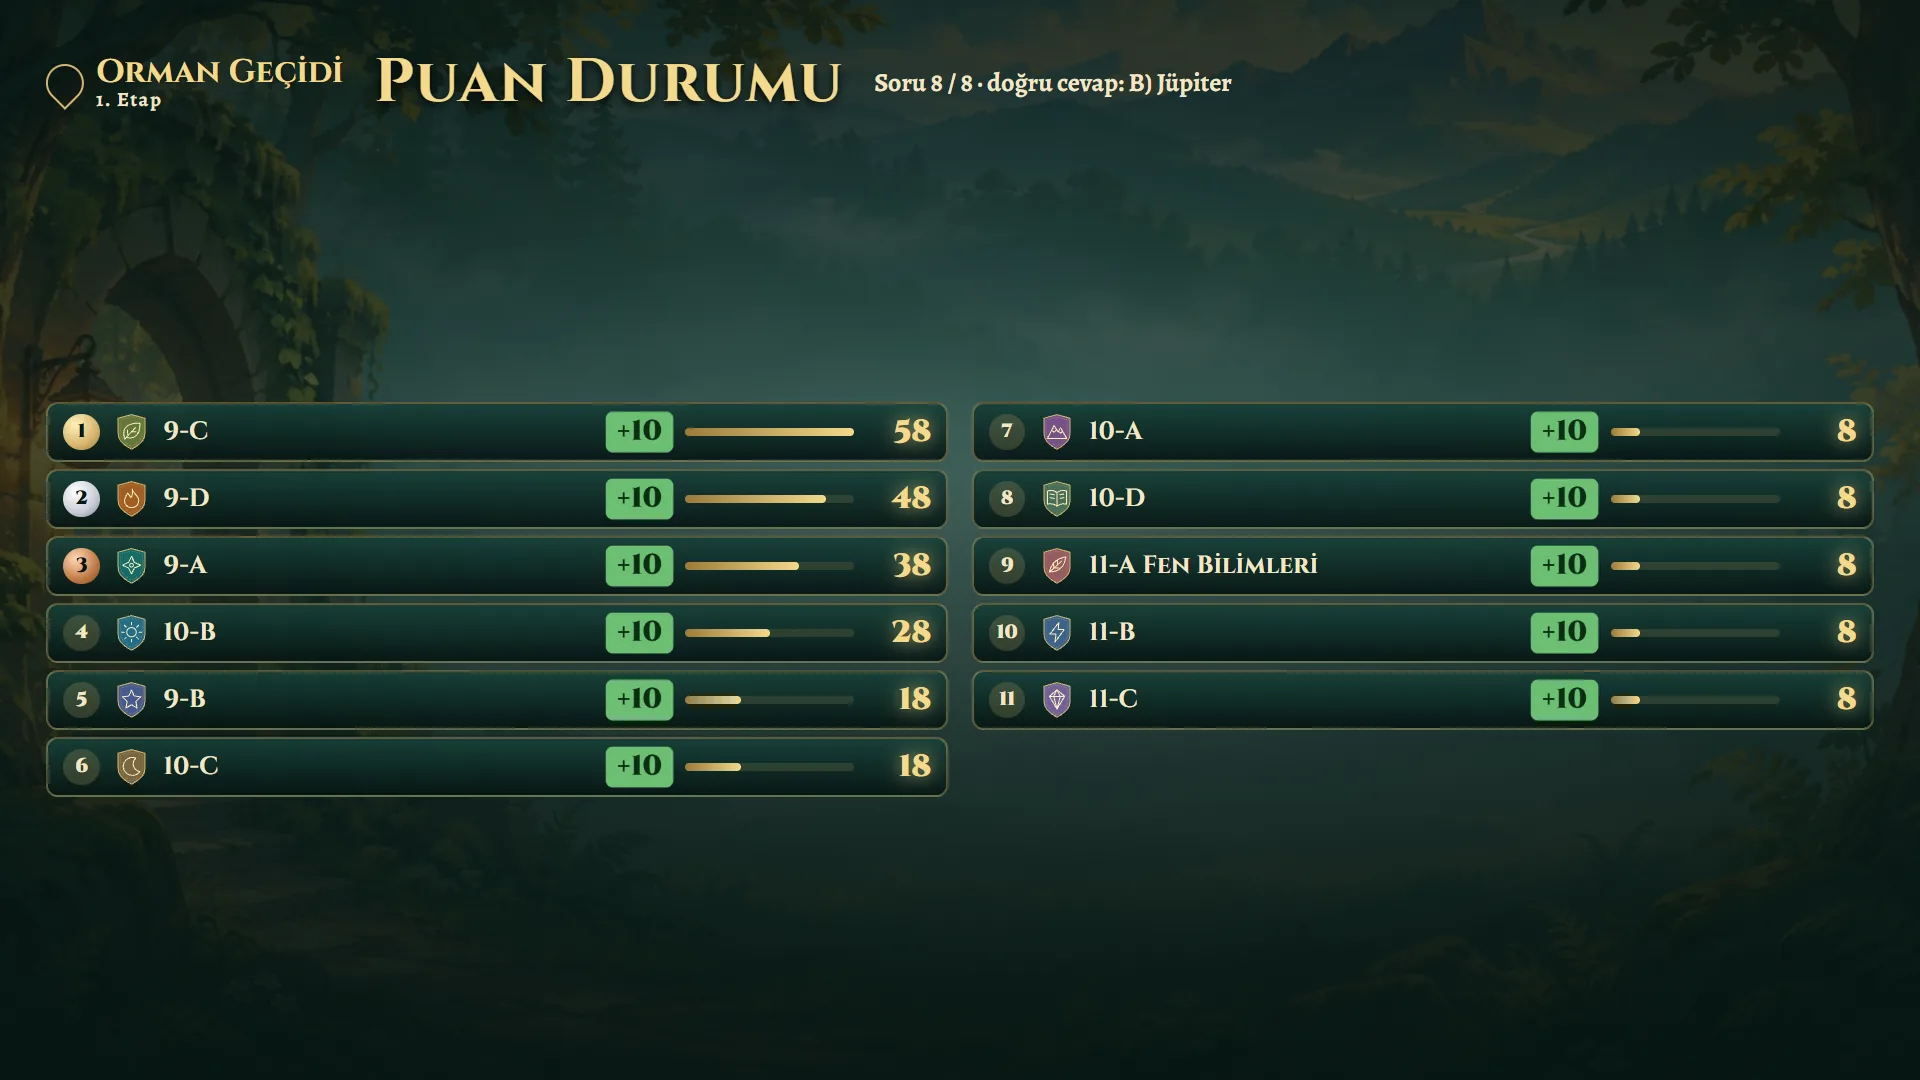 Orman Geçidi
1. Etap
Puan Durumu
Soru 8 / 8 · doğru cevap: B) Jüpiter
1 9-C +10 58
2 9-D +10 48
3 9-A +10 38
4 10-B +10 28
5 9-B +10 18
6 10-C +10 18
7 10-A +10 8
8 10-D +10 8
9 11-A Fen Bilimleri +10 8
10 11-B +10 8
11 11-C +10 8